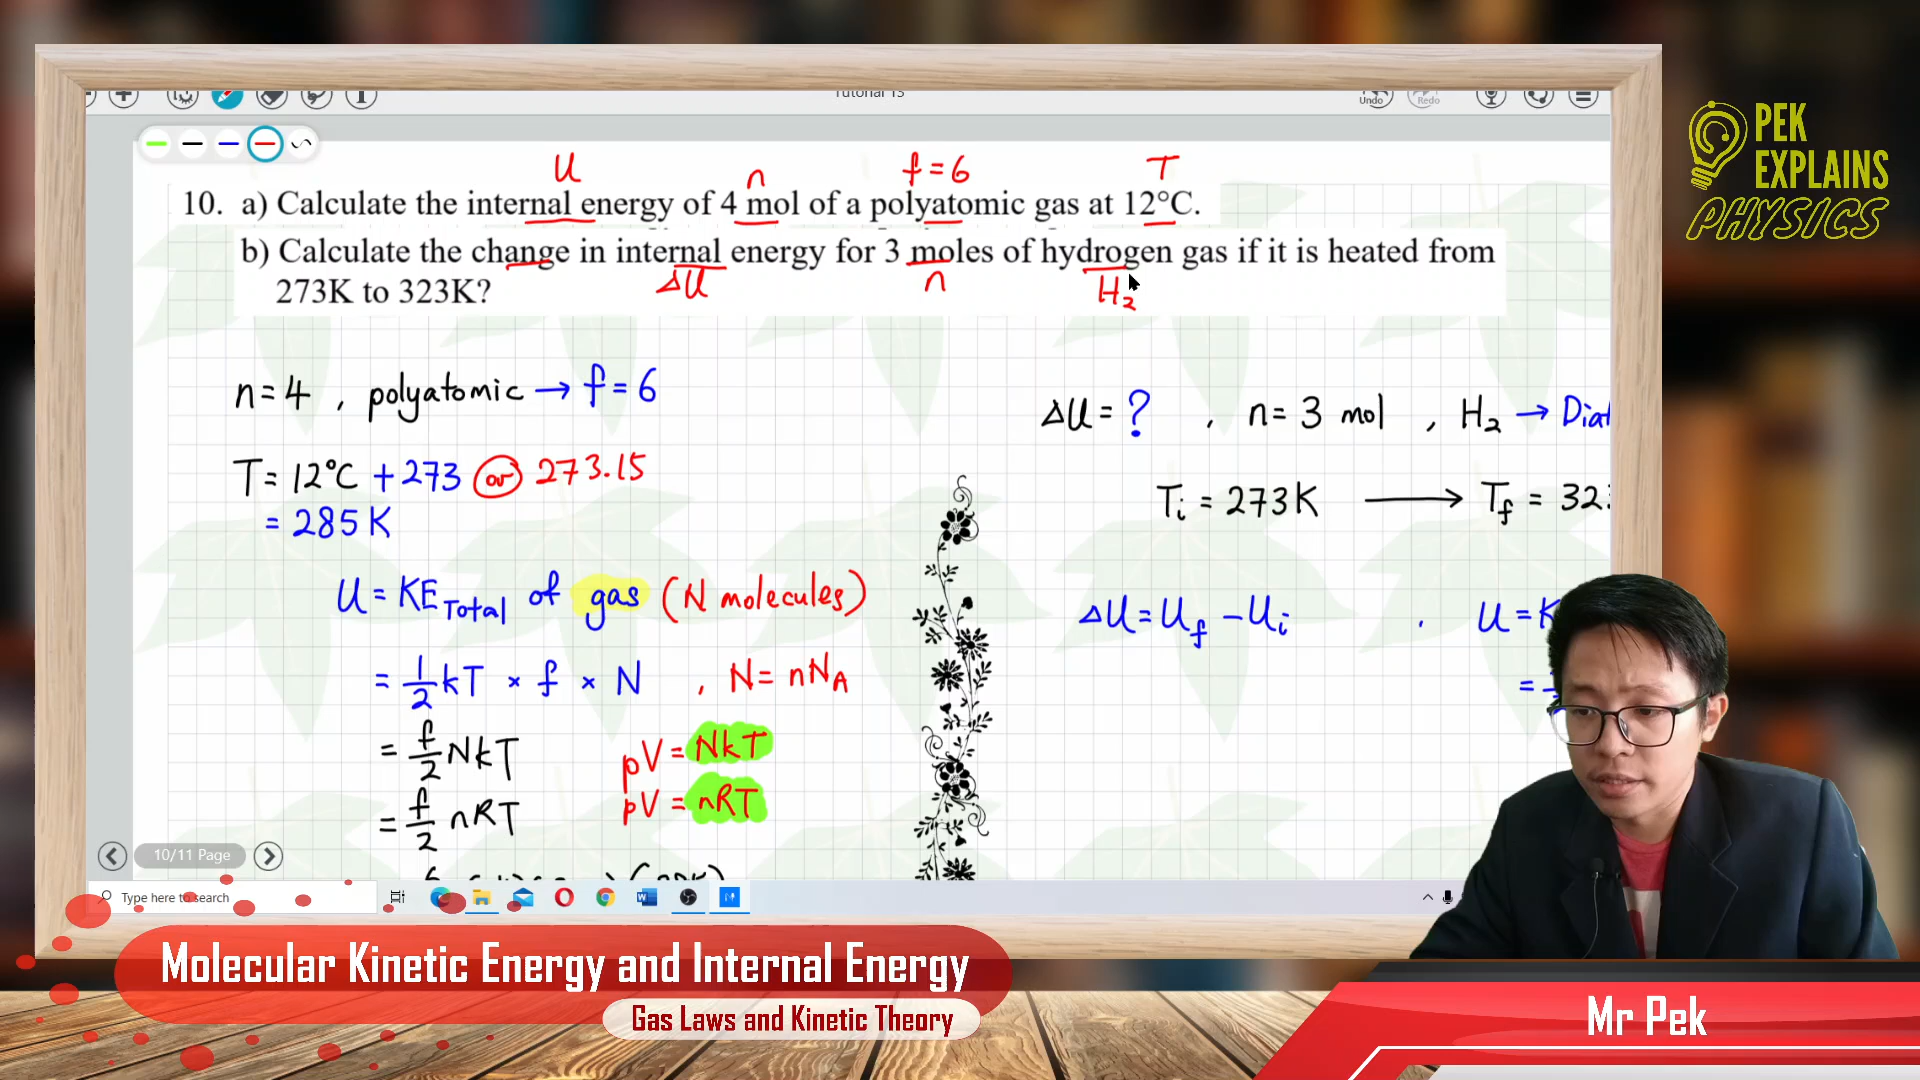 Tutorial 13
Undo
Redo
PEK
EXPLAINS
PHYSICS
U n f = 6 T
10. a) Calculate the internal energy of 4 mol of a polyatomic gas at 12°C.
b) Calculate the change in internal energy for 3 moles of hydrogen gas if it is heated from
273K to 323K?
ΔU n H₂
n = 4 , polyatomic → f = 6
T = 12°C + 273 or 273.15
= 285 K
U = KE Total of gas (N molecules)
= 1/2 kT × f × N , N = nN_A
= f/2 NkT pV = NkT
= f/2 nRT pV = nRT
ΔU = ? , n = 3 mol , H₂ → Diat
T_i = 273K ⟶ T_f = 32
ΔU = U_f - U_i , U = K
=
10/11 Page
Type here to search
Molecular Kinetic Energy and Internal Energy
Gas Laws and Kinetic Theory
Mr Pek